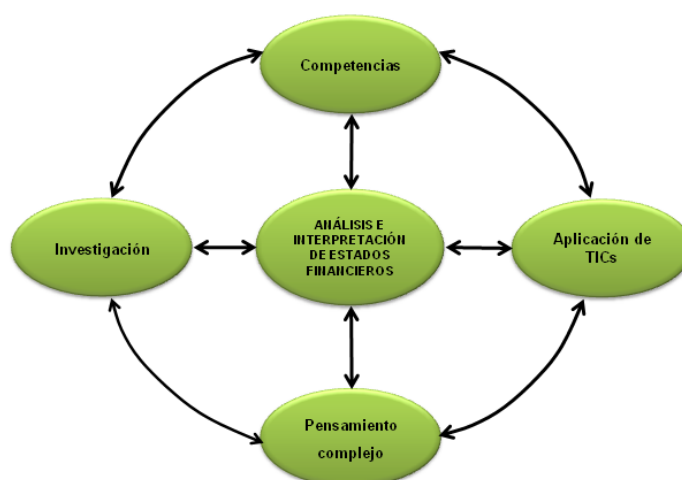 Competencias
Investigación
ANÁLISIS E
INTERPRETACIÓN
DE ESTADOS
FINANCIEROS
Aplicación de
TICs
Pensamiento
complejo